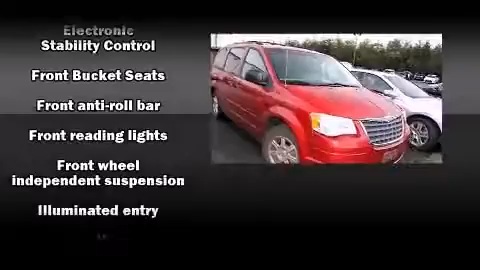 Electronic
Stability Control
Front Bucket Seats
Front anti-roll bar
Front reading lights
Front wheel
independent suspension
Illuminated entry